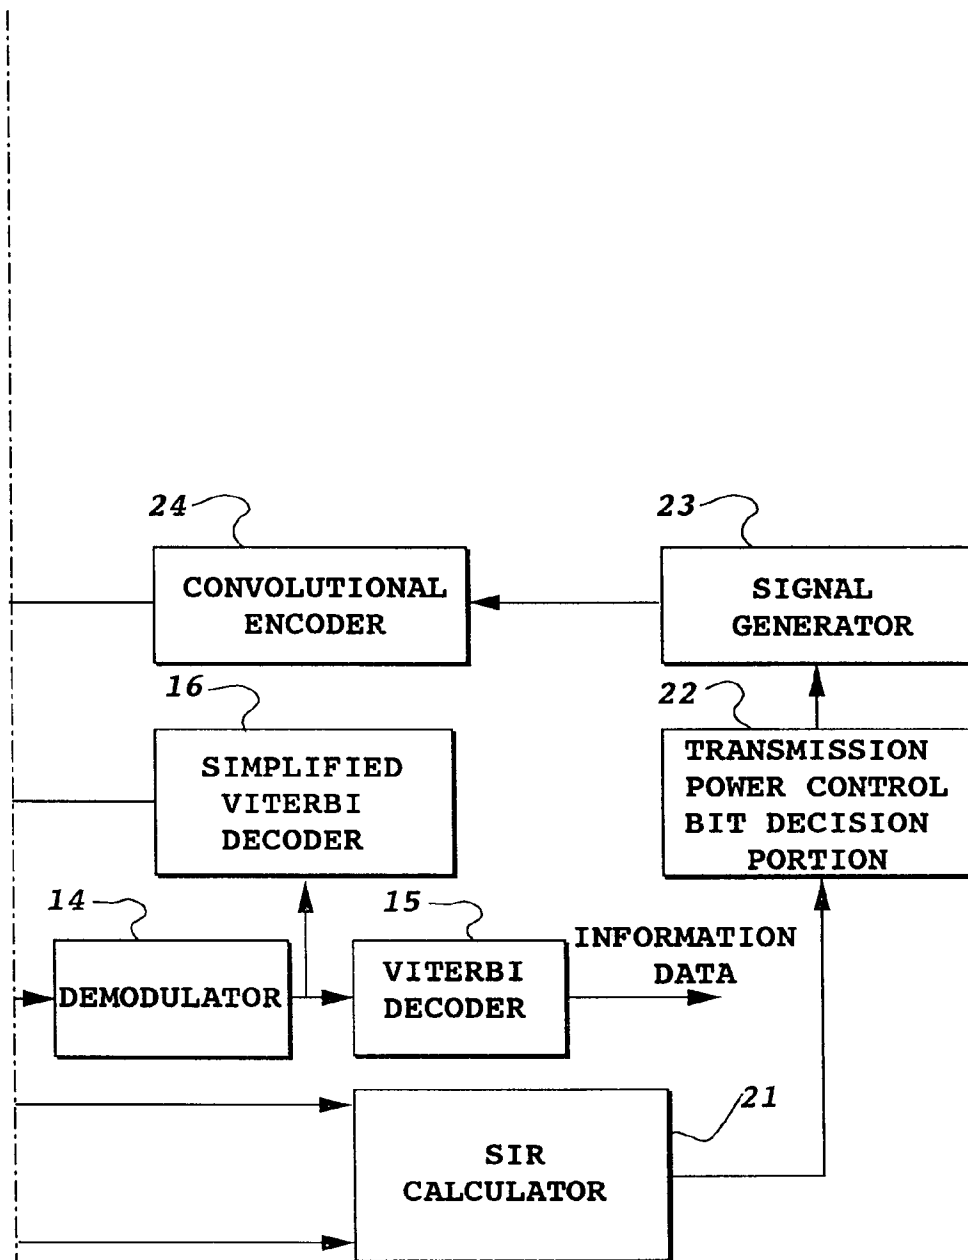 24
23
CONVOLUTIONAL
ENCODER
SIGNAL
GENERATOR
16
22
SIMPLIFIED
VITERBI
DECODER
TRANSMISSION
POWER CONTROL
BIT DECISION
PORTION
14
15
DEMODULATOR
VITERBI
DECODER
INFORMATION
DATA
21
SIR
CALCULATOR